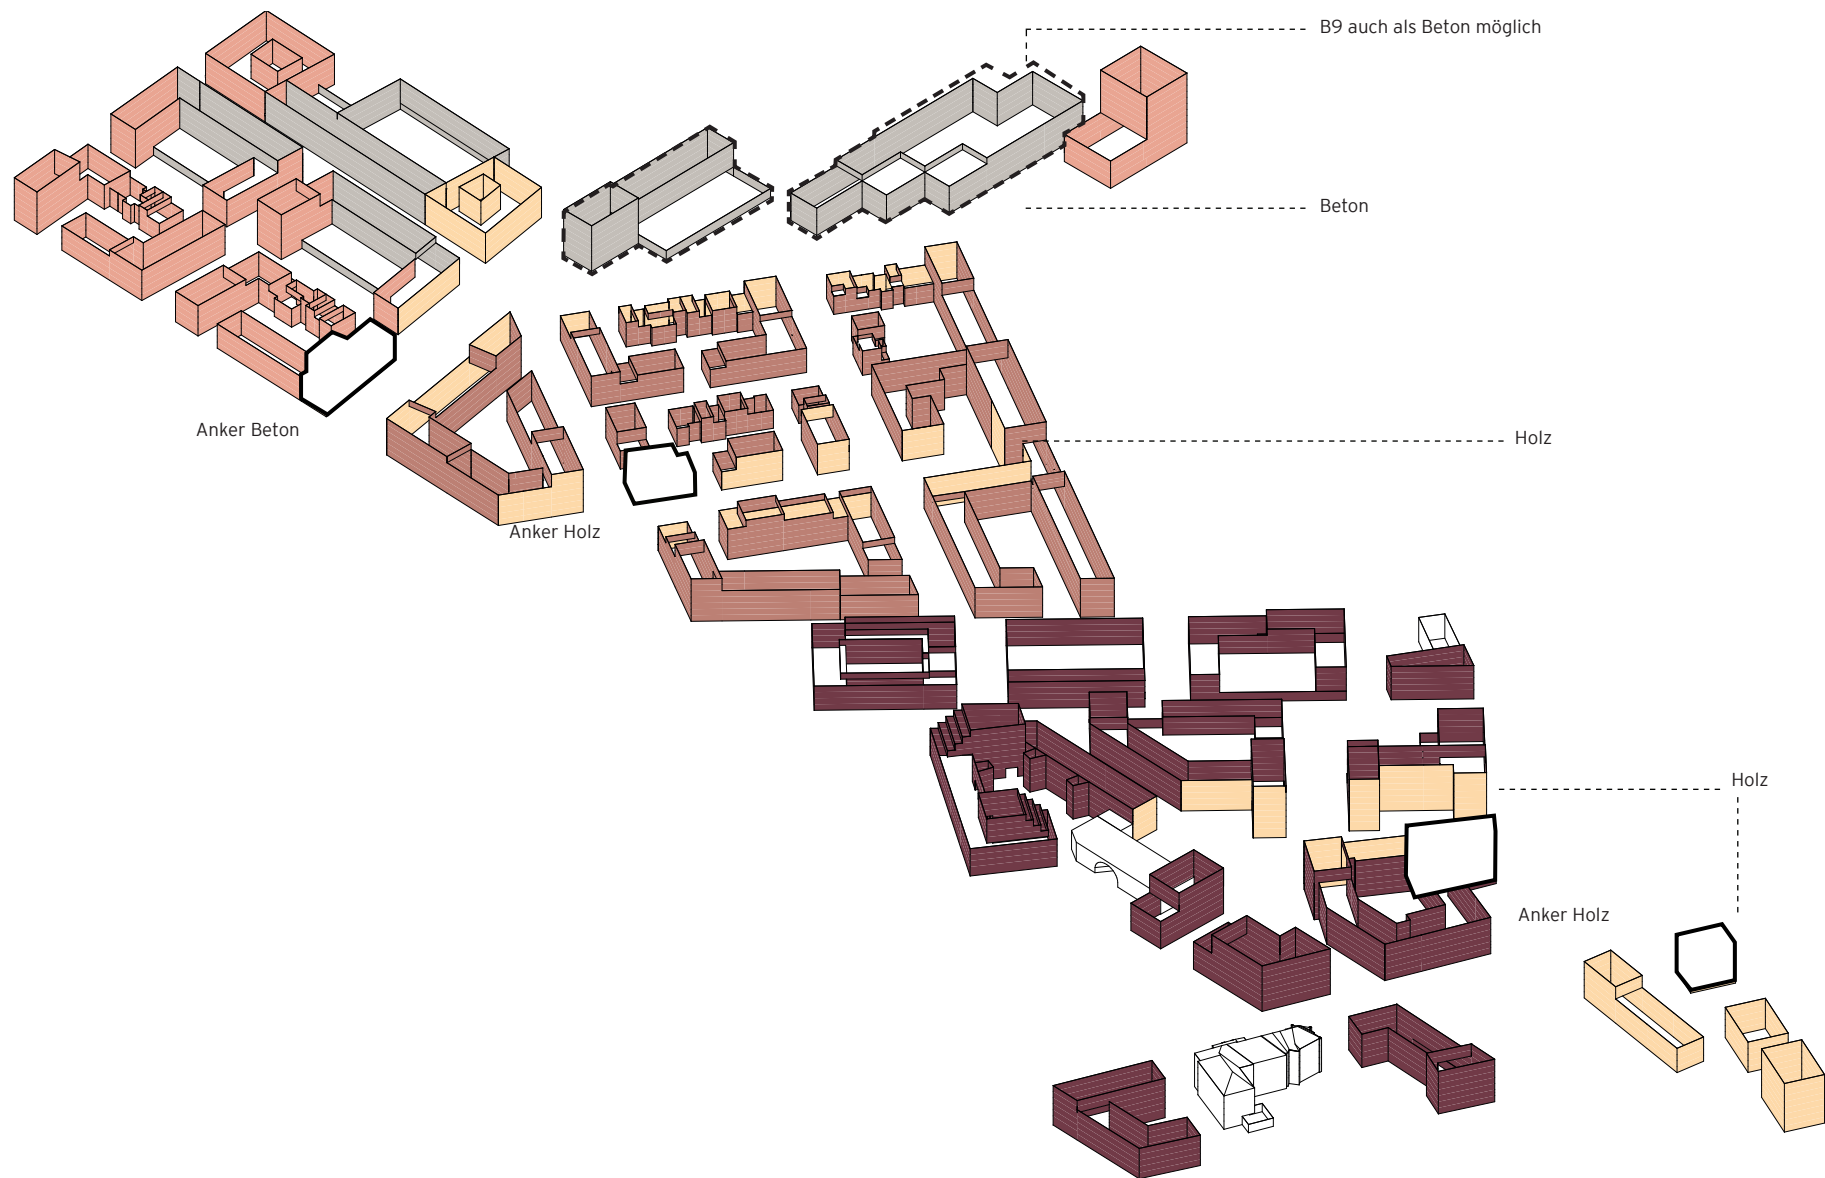 B9 auch als Beton möglich
Beton
Anker Beton
Holz
Anker Holz
Holz
Anker Holz